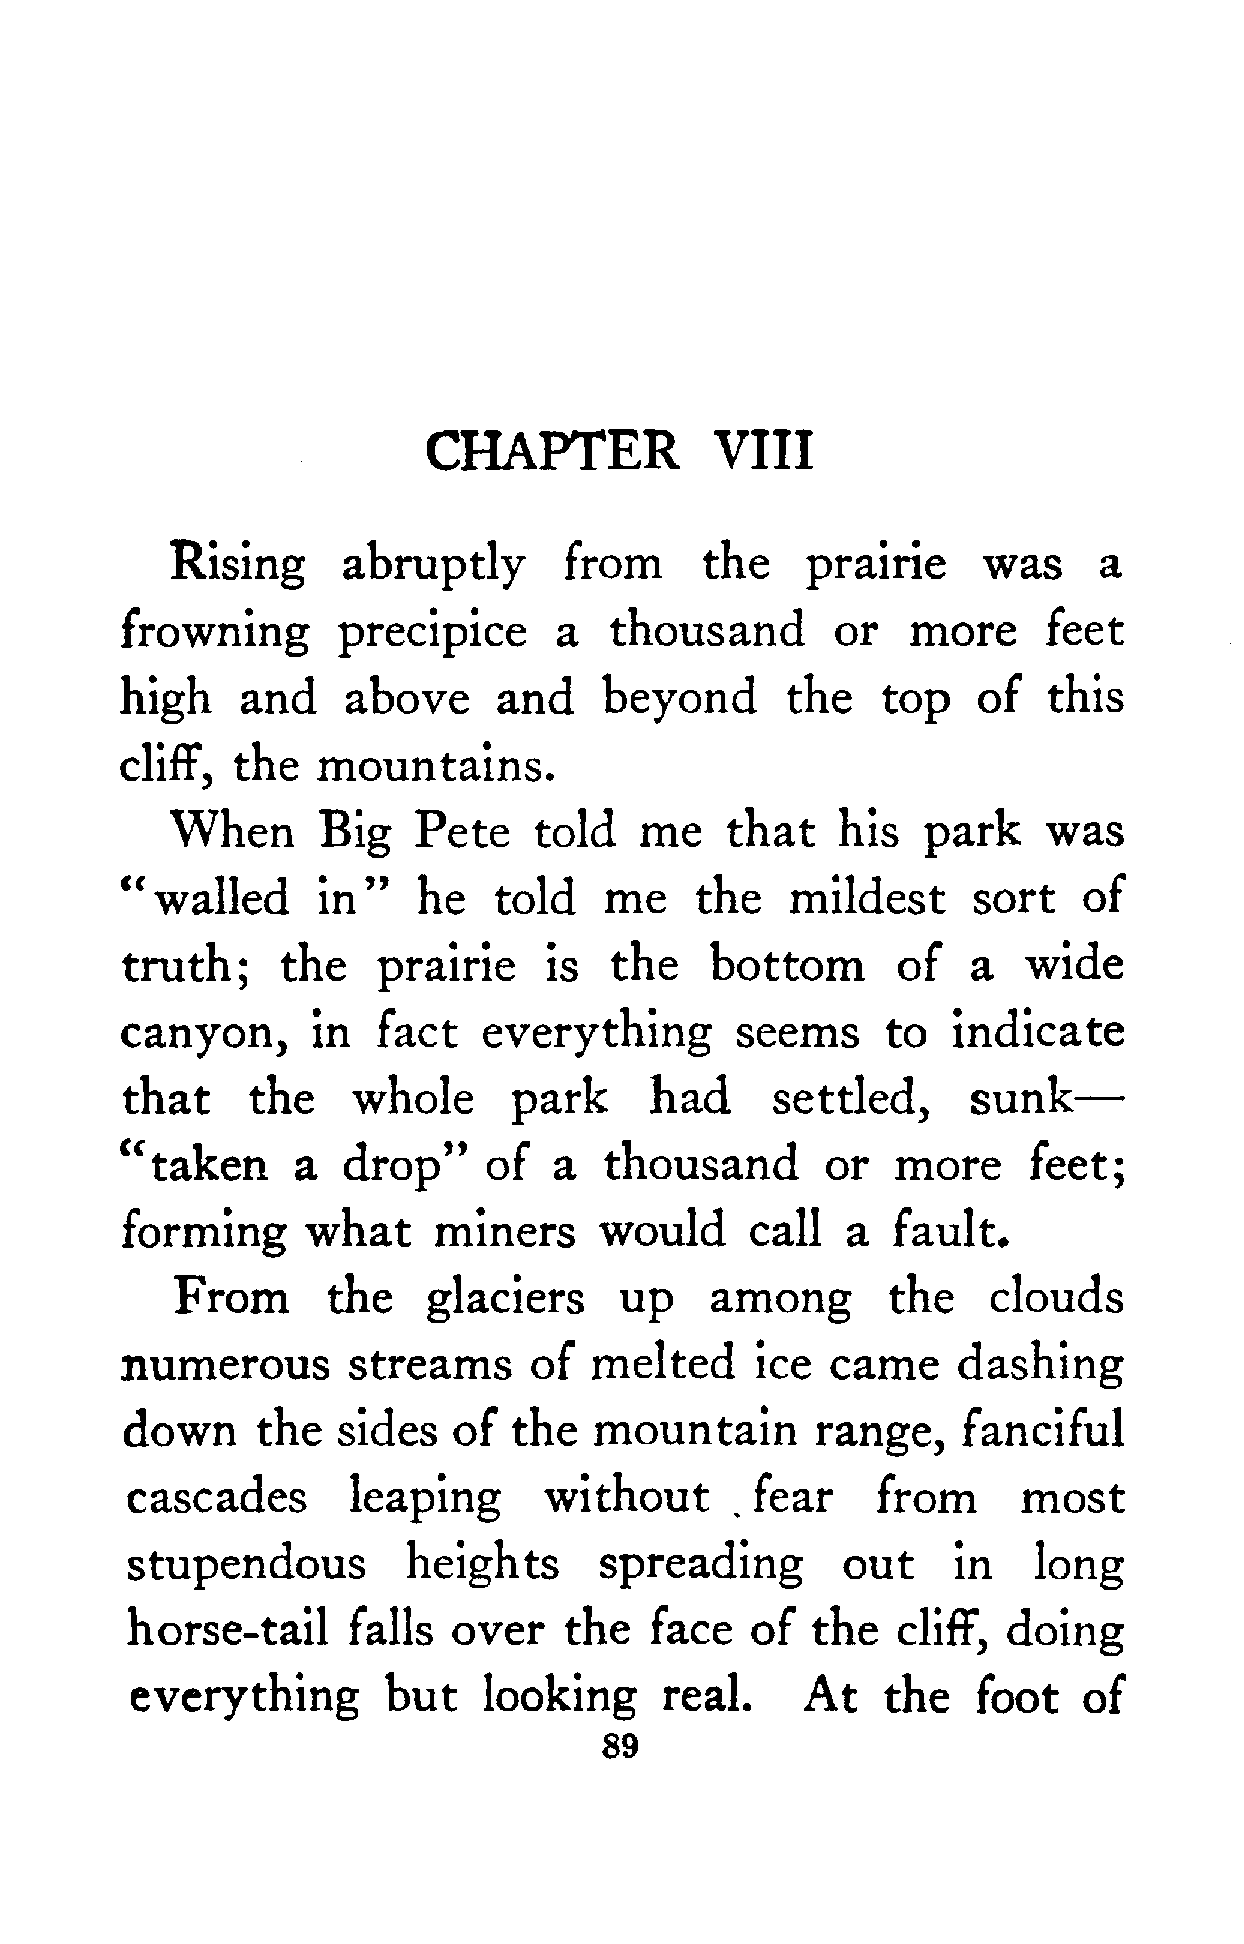 CHAPTER VIII
Rising abruptly from the prairie was a
frowning precipice a thousand or more feet
high and above and beyond the top of this
cliff, the mountains.
When Big Pete told me that his park was
“walled in” he told me the mildest sort of
truth; the prairie is the bottom of a wide
canyon, in fact everything seems to indicate
that the whole park had settled, sunk—
“taken a drop” of a thousand or more feet;
forming what miners would call a fault.
From the glaciers up among the clouds
numerous streams of melted ice came dashing
down the sides of the mountain range, fanciful
cascades leaping without fear from most
stupendous heights spreading out in long
horse-tail falls over the face of the cliff, doing
everything but looking real. At the foot of
89